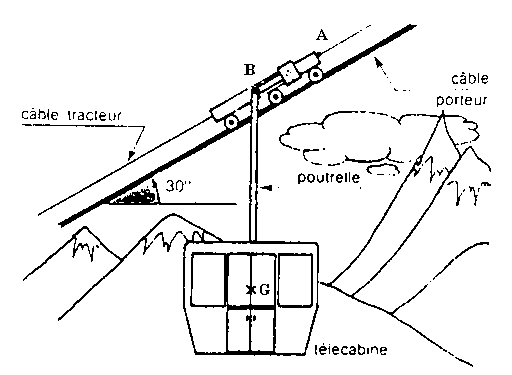 A
B
câble
porteur
câble tracteur
30°
poutrelle
G
télécabine